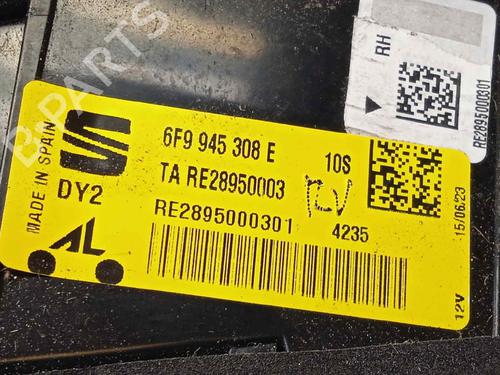 RH
RE2895000301
MADE IN SPAIN
DY2
AL
6F9 945 308 E
10S
TA RE28950003
RE2895000301
4235
15/06/23
12V
B-PARTS